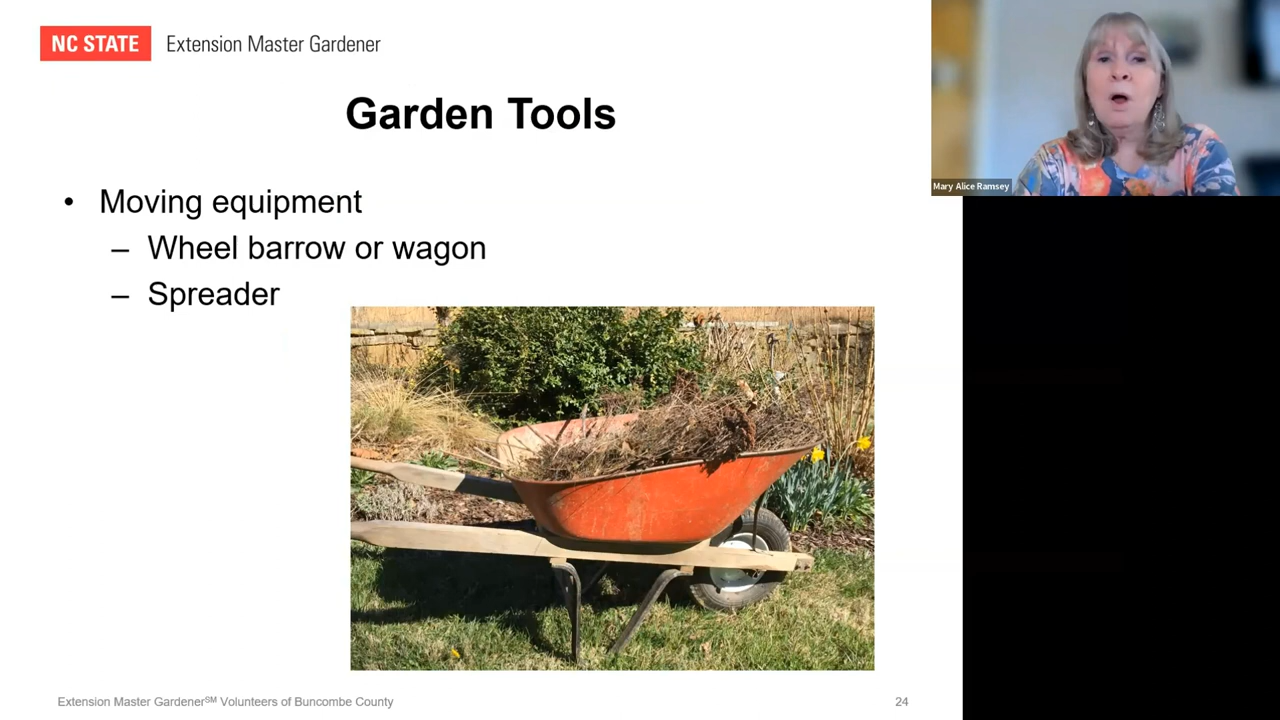 NC STATE Extension Master Gardener
Garden Tools
• Moving equipment
– Wheel barrow or wagon
– Spreader
Mary Alice Ramsey
Extension Master Gardener℠ Volunteers of Buncombe County
24